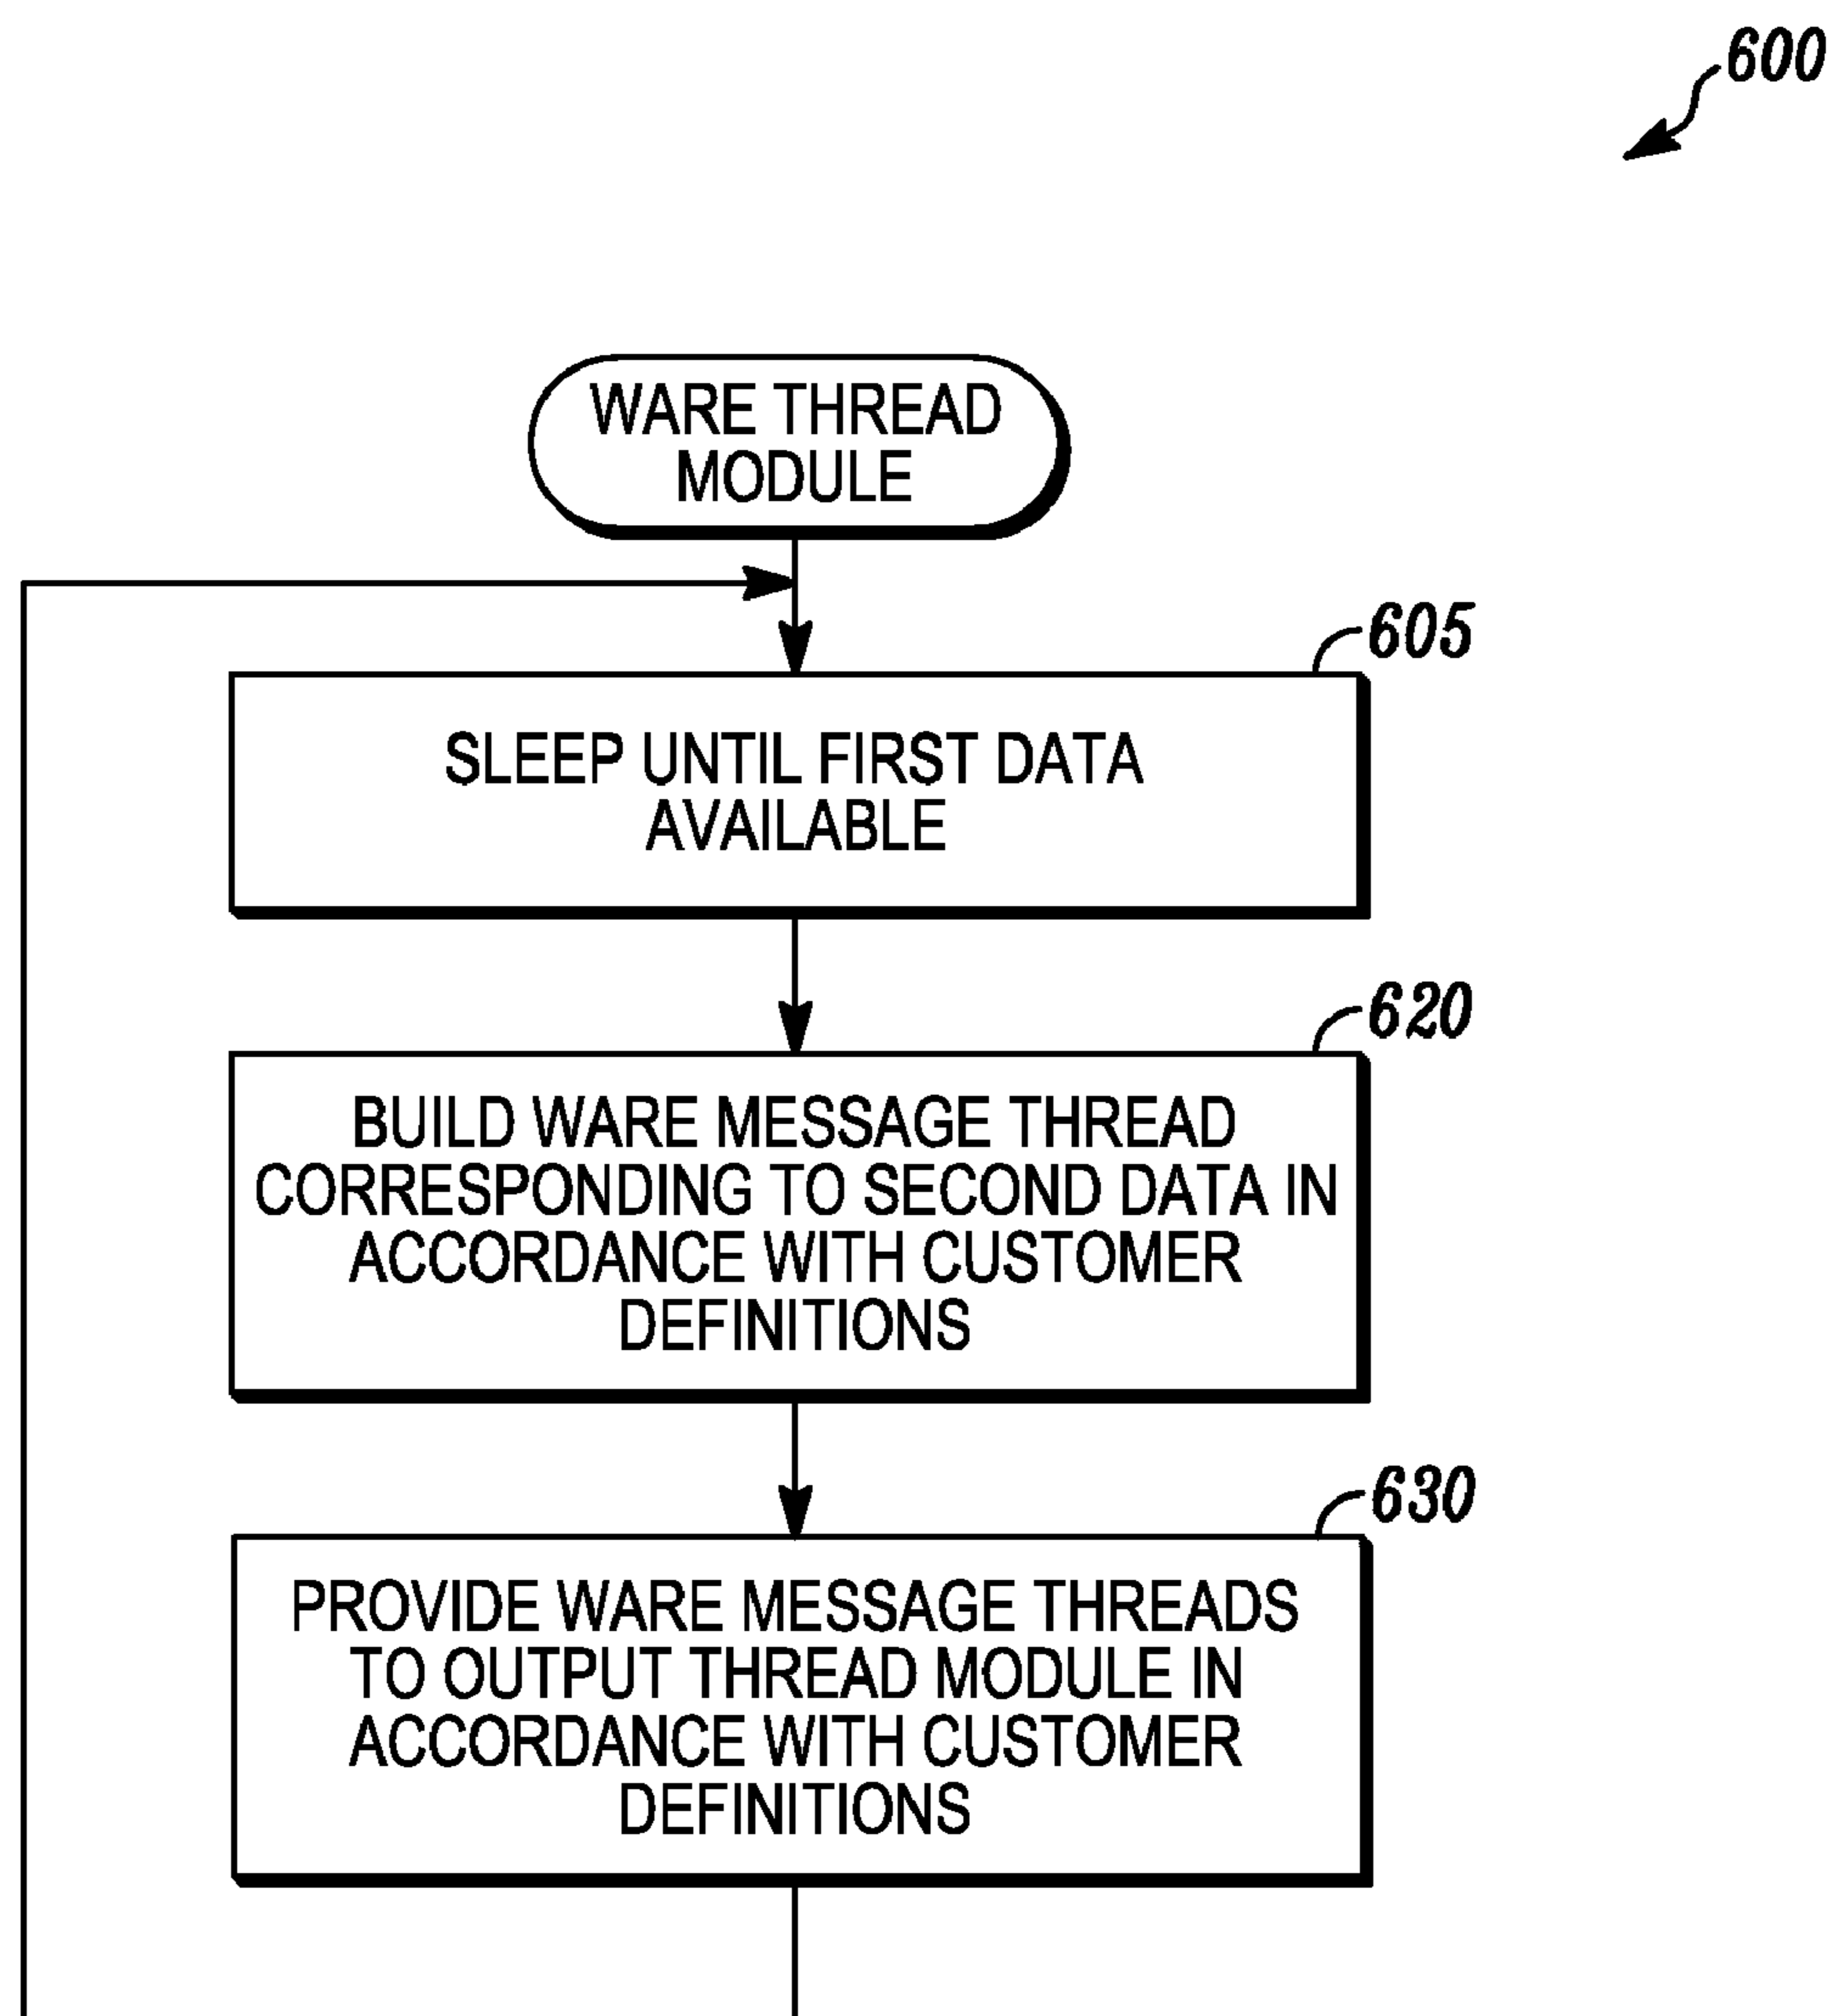 600
WARE THREAD
MODULE
605
SLEEP UNTIL FIRST DATA
AVAILABLE
620
BUILD WARE MESSAGE THREAD
CORRESPONDING TO SECOND DATA IN
ACCORDANCE WITH CUSTOMER
DEFINITIONS
630
PROVIDE WARE MESSAGE THREADS
TO OUTPUT THREAD MODULE IN
ACCORDANCE WITH CUSTOMER
DEFINITIONS